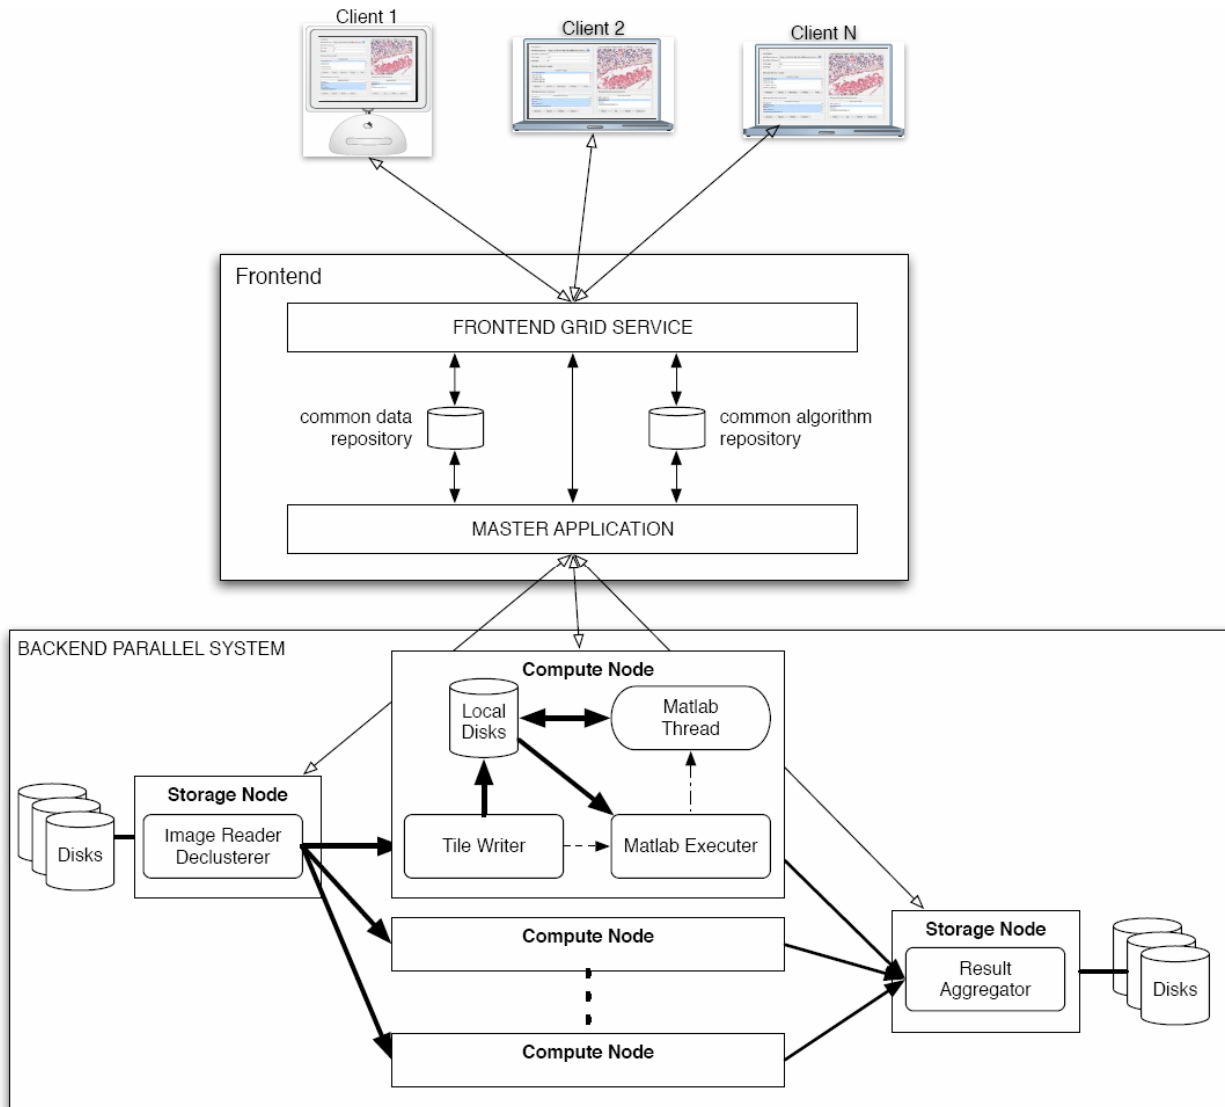 Client 1
Client 2
Client N
Frontend
FRONTEND GRID SERVICE
common data
repository
common algorithm
repository
MASTER APPLICATION
BACKEND PARALLEL SYSTEM
Compute Node
Local
Disks
Matlab
Thread
Storage Node
Image Reader
Declusterer
Disks
Tile Writer
Matlab Executer
Compute Node
Storage Node
Result
Aggregator
Disks
Compute Node